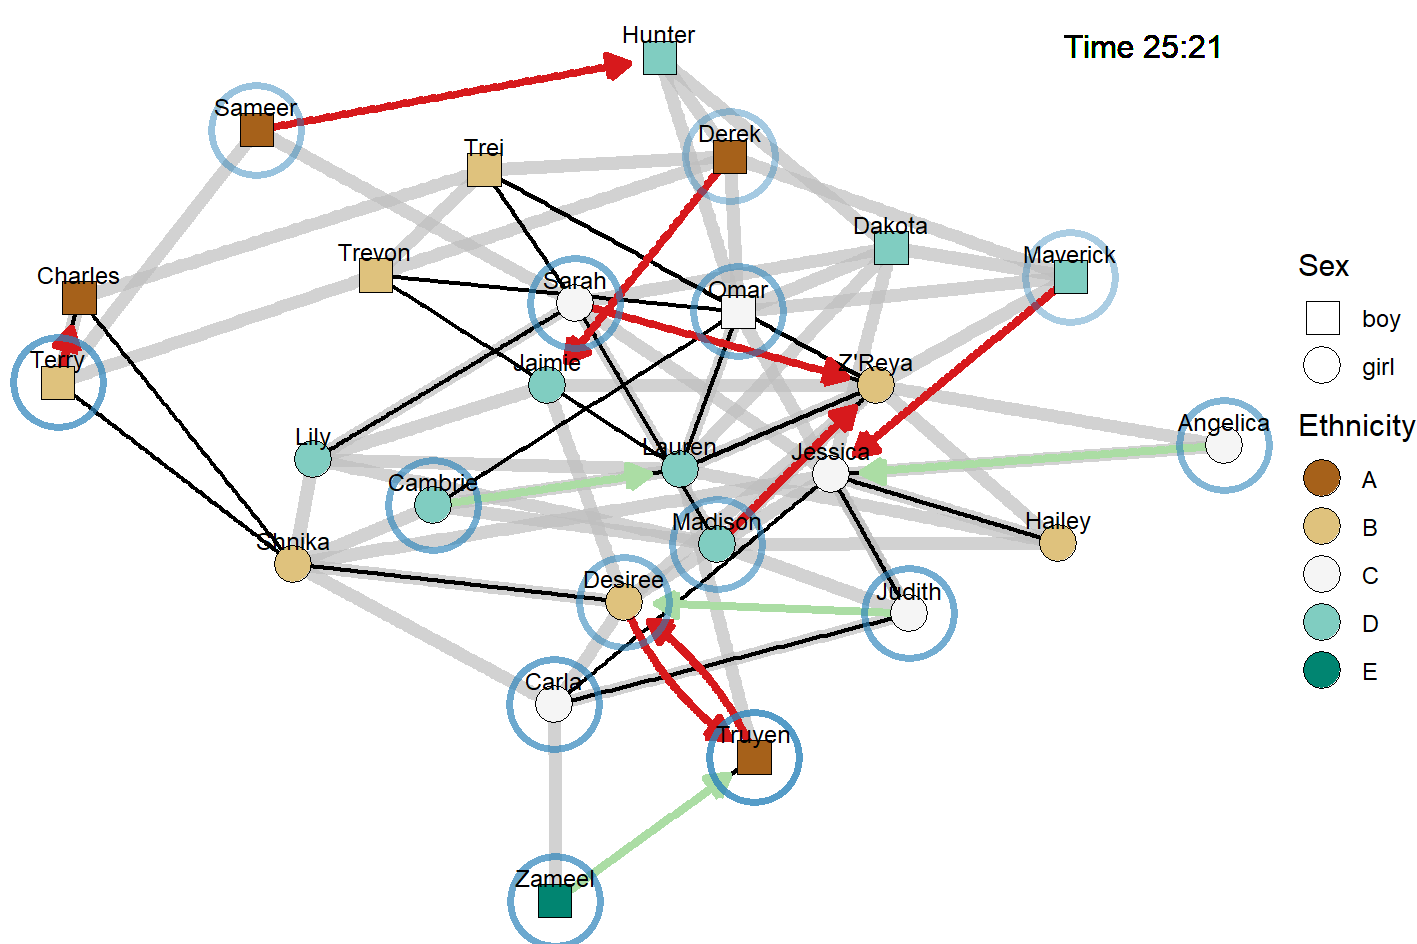 Hunter
Time 25:21
Sameer
Derek
Trei
Dakota
Trevon
Maverick
Charles
Sarah
Omar
Sex
boy
Terry
Jaimie
Z'Reya
girl
Angelica
Ethnicity
Lily
Lauren
Jessica
Cambrie
A
Madison
Hailey
B
Shnika
Desiree
Judith
C
D
Carla
E
Truyen
Zameel